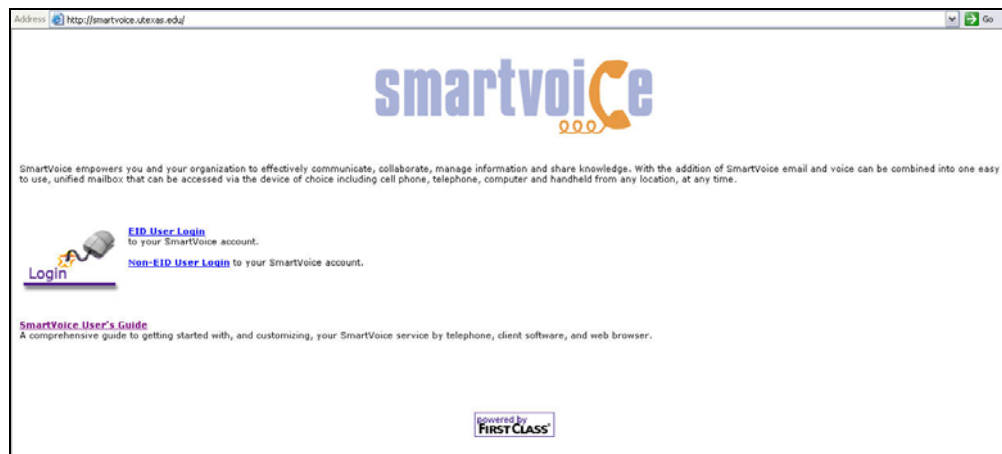 Address http://smartvoice.utexas.edu/ Go
smartvoice
SmartVoice empowers you and your organization to effectively communicate, collaborate, manage information and share knowledge. With the addition of SmartVoice email and voice can be combined into one easy
to use, unified mailbox that can be accessed via the device of choice including cell phone, telephone, computer and handheld from any location, at any time.
EID User Login
to your SmartVoice account.
Login
Non-EID User Login to your SmartVoice account.
SmartVoice User's Guide
A comprehensive guide to getting started with, and customizing, your SmartVoice service by telephone, client software, and web browser.
powered by
FIRSTCLASS®